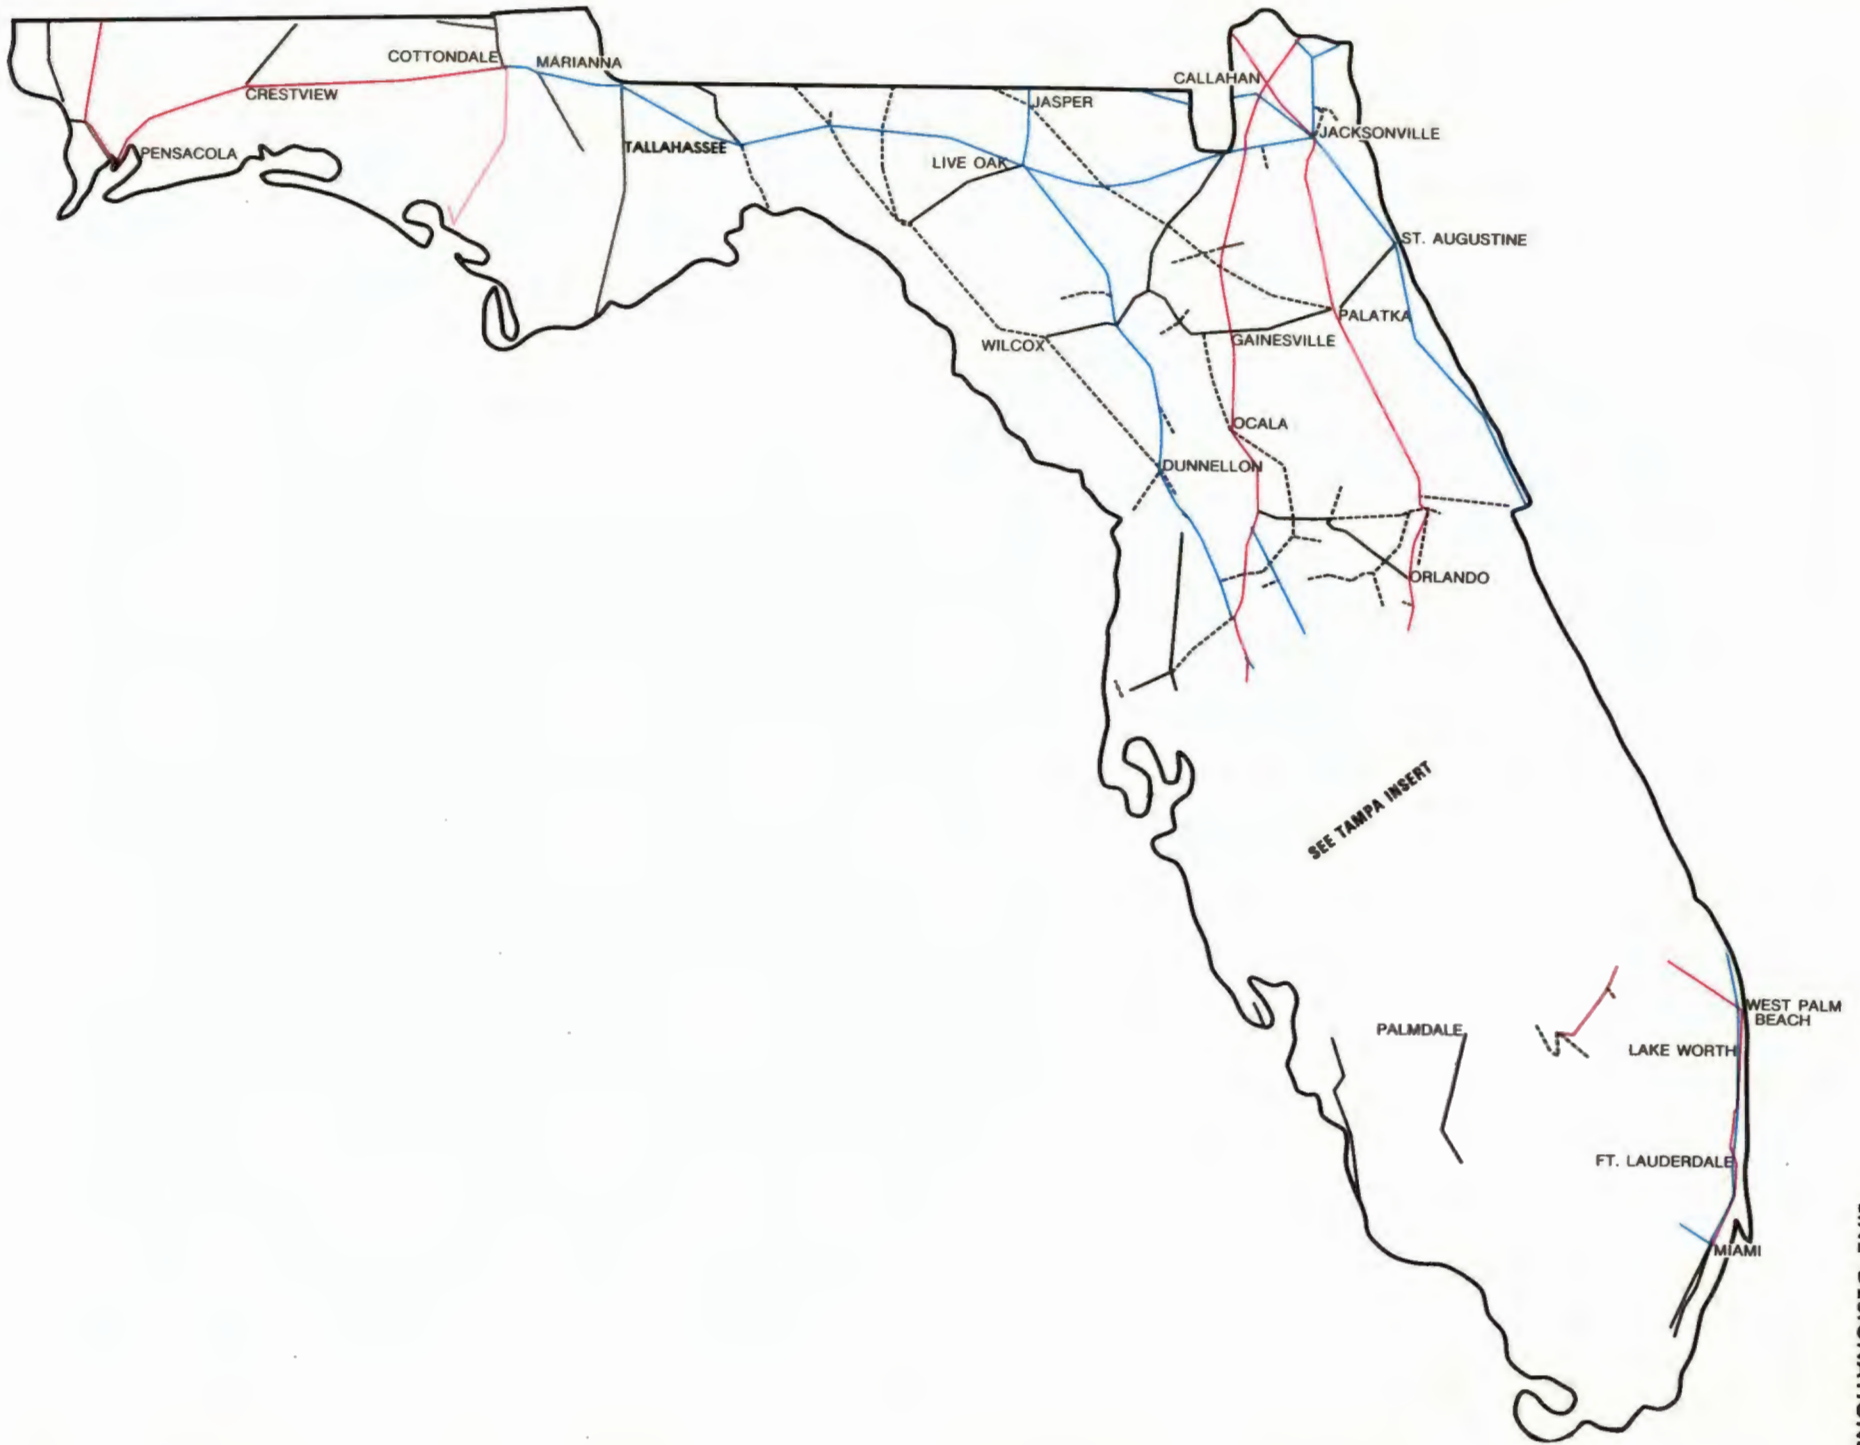 COTTONDALE
MARIANNA
CRESTVIEW
PENSACOLA
TALLAHASSEE
CALLAHAN
JASPER
JACKSONVILLE
LIVE OAK
ST. AUGUSTINE
PALATKA
WILCOX
GAINESVILLE
OCALA
DUNNELLON
ORLANDO
SEE TAMPA INSERT
WEST PALM
BEACH
PALMDALE
LAKE WORTH
FT. LAUDERDALE
MIAMI